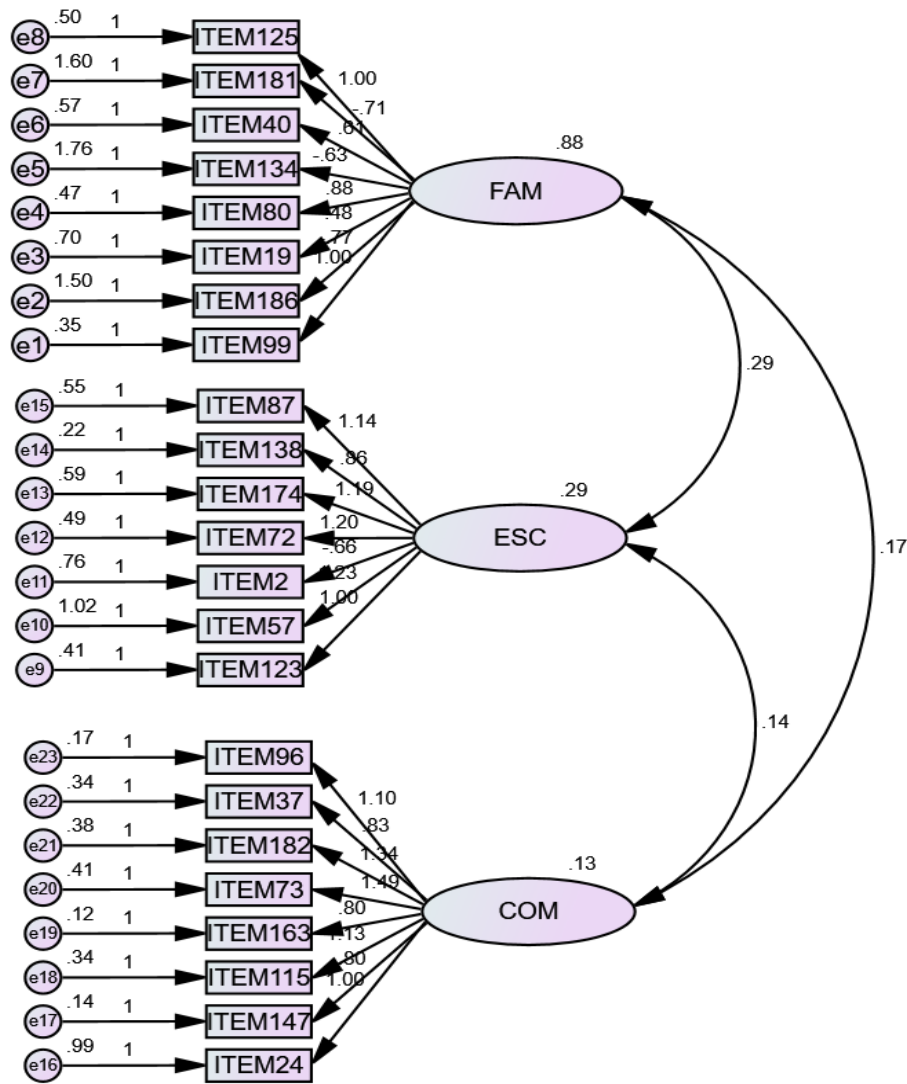 .50 1
e8 ITEM125
1.00
1.60 1
e7 ITEM181
-.71
.57 1
e6 ITEM40
.61
.88
1.76 1
e5 ITEM134
-.63
FAM
.47 1
e4 ITEM80
.88
.48
.70 1
e3 ITEM19
.77
1.00
1.50 1
e2 ITEM186
.35 1
e1 ITEM99
.29
.55 1
e15 ITEM87
1.14
.22 1
e14 ITEM138
.86
.59 1
e13 ITEM174
1.19
.29
.49 1
e12 ITEM72
1.20
ESC
-.66
.17
.76 1
e11 ITEM2
1.00
1.02 1
e10 ITEM57
.41 1
e9 ITEM123
.14
.17 1
e23 ITEM96
1.10
.34 1
e22 ITEM37
.83
.38 1
e21 ITEM182
1.34
.13
.41 1
e20 ITEM73
1.49
.80
COM
.12 1
e19 ITEM163
1.13
.80
.34 1
e18 ITEM115
1.00
.14 1
e17 ITEM147
.99 1
e16 ITEM24